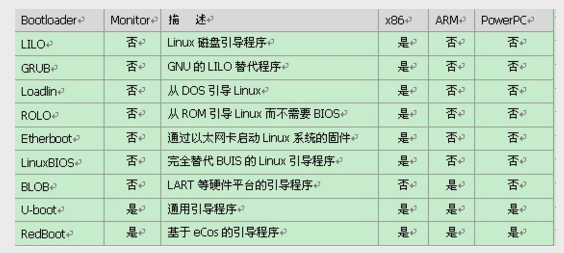 Bootloader Monitor 描 述 x86 ARM PowerPC
LILO 否 Linux 磁盘引导程序 是 否 否
GRUB 否 GNU 的 LILO 替代程序 是 否 否
Loadlin 否 从 DOS 引导 Linux 是 否 否
ROLO 否 从 ROM 引导 Linux 而不需要 BIOS 是 否 否
Etherboot 否 通过以太网卡启动 Linux 系统的固件 是 否 否
LinuxBIOS 否 完全替代 BUIS 的 Linux 引导程序 是 否 否
BLOB 否 LART 等硬件平台的引导程序 否 是 否
U-boot 是 通用引导程序 是 是 是
RedBoot 是 基于 eCos 的引导程序 是 是 是